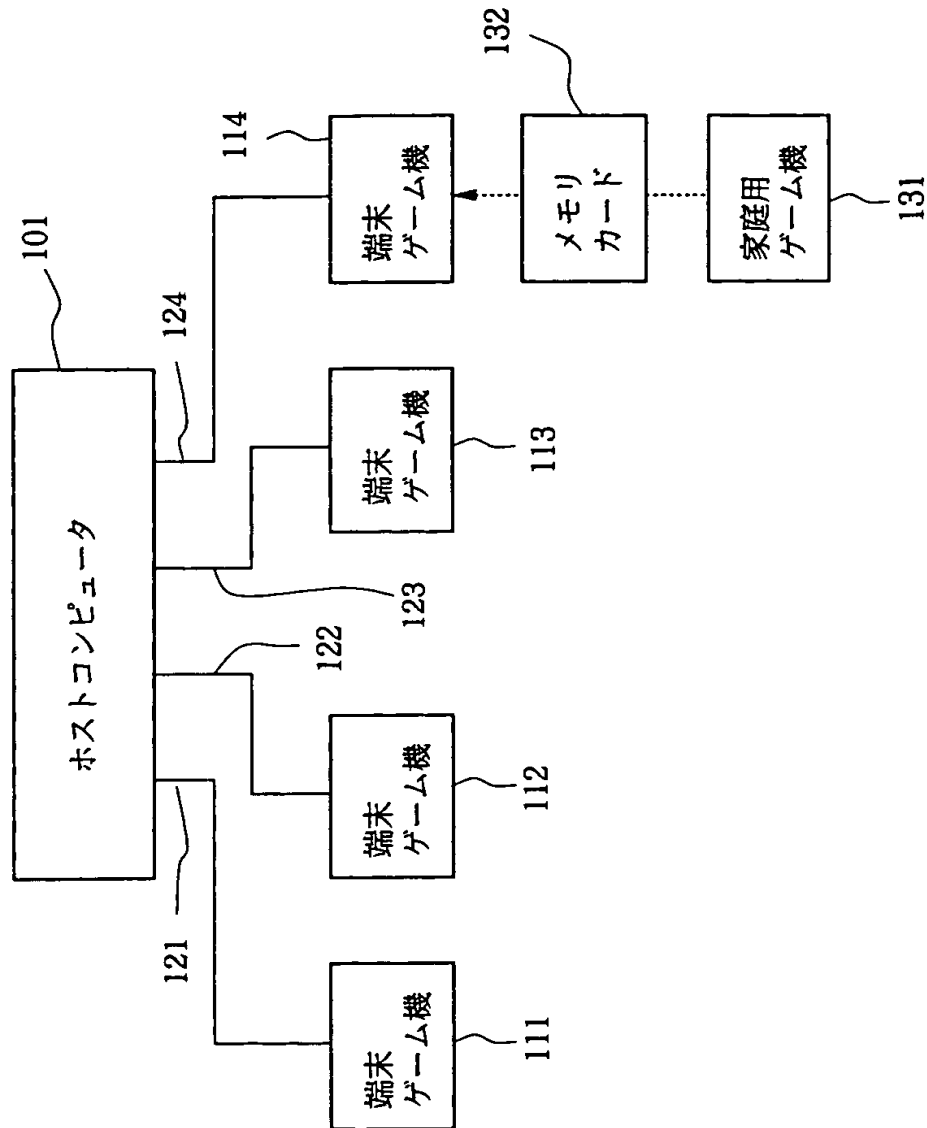 101
ホストコンピュータ
121
122
123
124
端末
ゲーム機
111
端末
ゲーム機
112
端末
ゲーム機
113
端末
ゲーム機
114
メモリ
カード
132
家庭用
ゲーム機
131